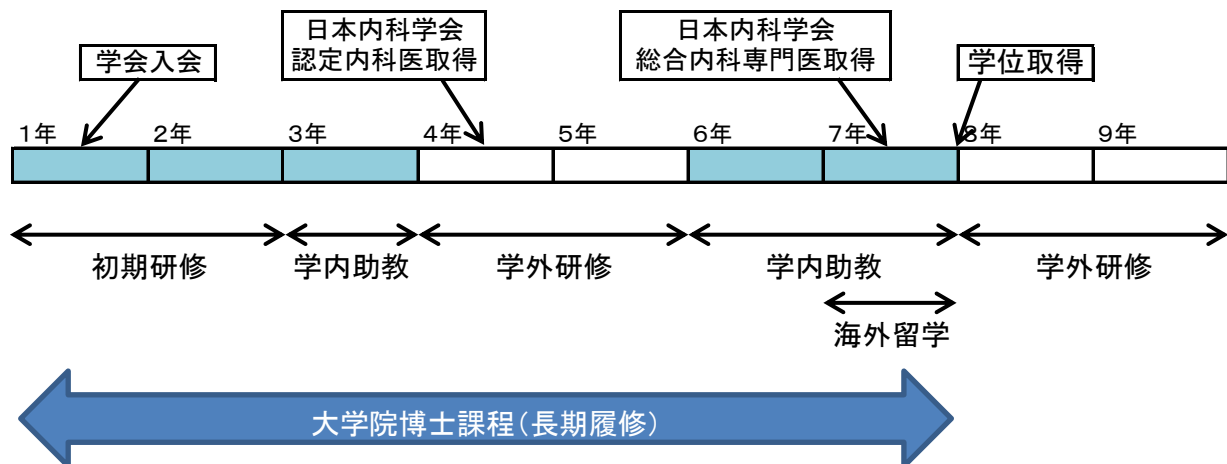 学会入会
日本内科学会
認定内科医取得
日本内科学会
総合内科専門医取得
学位取得
1年
2年
3年
4年
5年
6年
7年
8年
9年
初期研修
学内助教
学外研修
学内助教
学外研修
海外留学
大学院博士課程(長期履修)